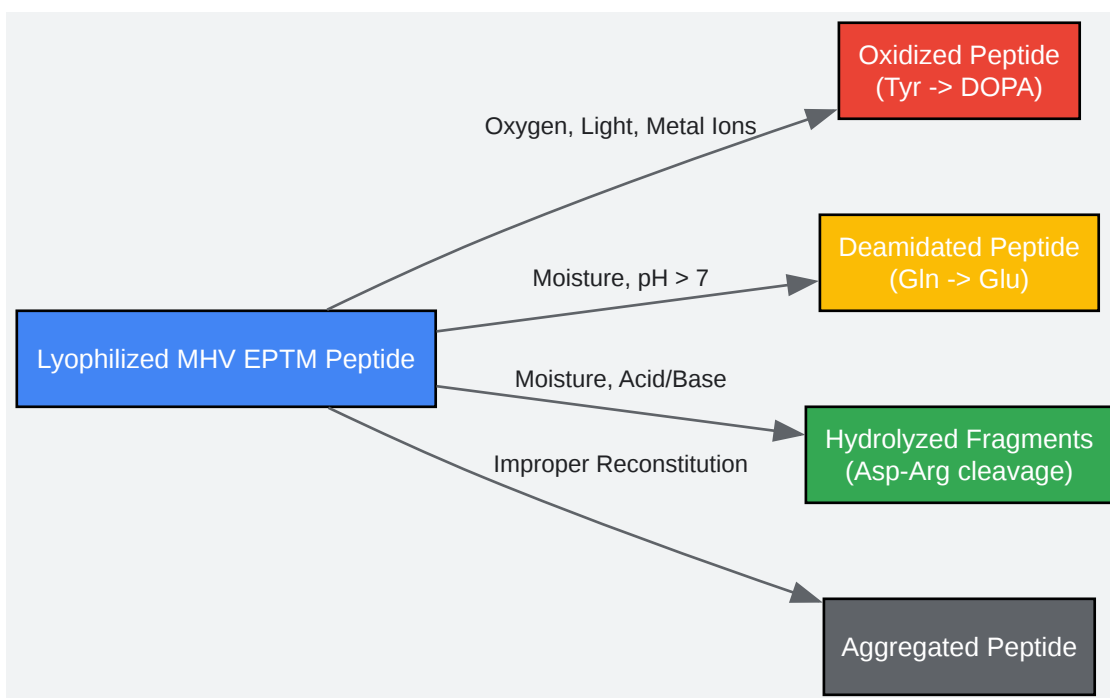 Oxidized Peptide
(Tyr -> DOPA)
Oxygen, Light, Metal Ions
Deamidated Peptide
(Gln -> Glu)
Moisture, pH > 7
Lyophilized MHV EPTM Peptide
Moisture, Acid/Base
Hydrolyzed Fragments
(Asp-Arg cleavage)
Improper Reconstitution
Aggregated Peptide